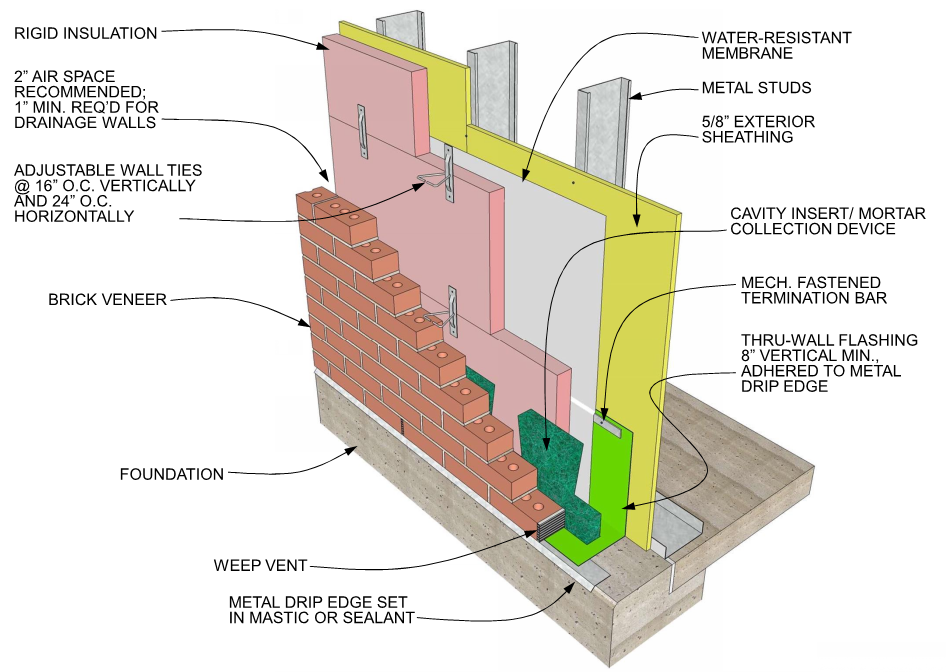 RIGID INSULATION
2” AIR SPACE
RECOMMENDED;
1” MIN. REQ’D FOR
DRAINAGE WALLS
ADJUSTABLE WALL TIES
@ 16” O.C. VERTICALLY
AND 24” O.C.
HORIZONTALLY
BRICK VENEER
FOUNDATION
WEEP VENT
METAL DRIP EDGE SET
IN MASTIC OR SEALANT
WATER-RESISTANT
MEMBRANE
METAL STUDS
5/8” EXTERIOR
SHEATHING
CAVITY INSERT/ MORTAR
COLLECTION DEVICE
MECH. FASTENED
TERMINATION BAR
THRU-WALL FLASHING
8” VERTICAL MIN.,
ADHERED TO METAL
DRIP EDGE